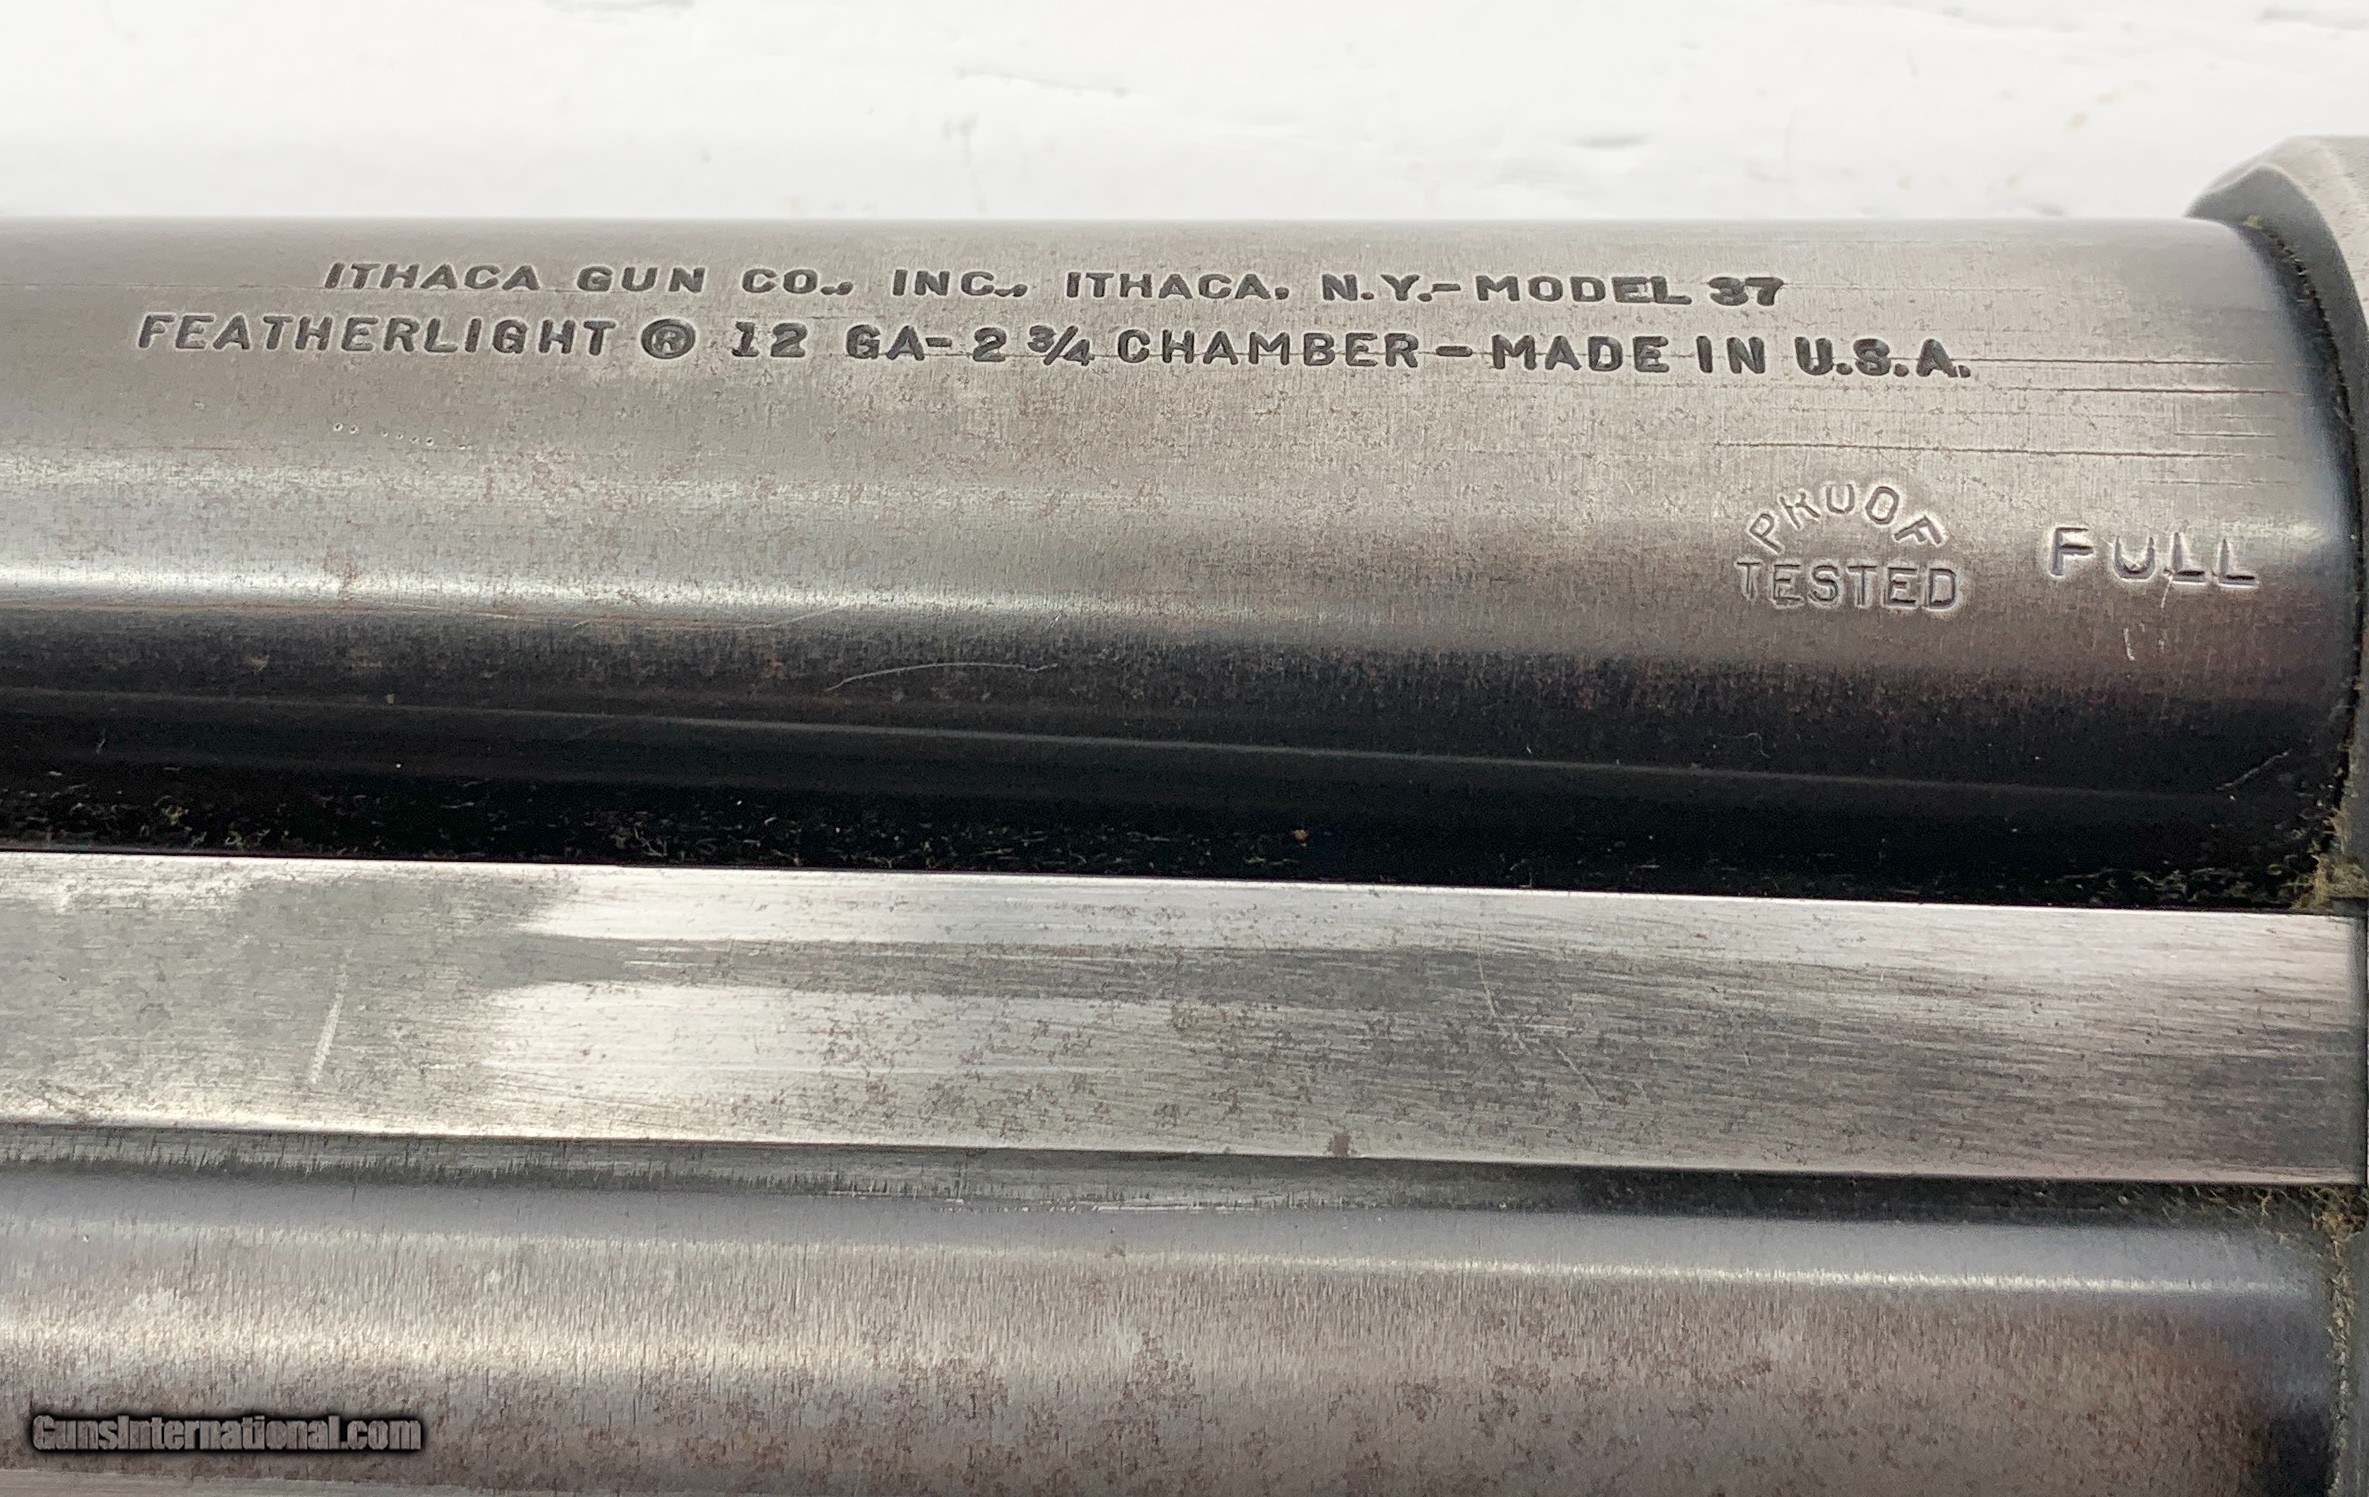 ITHACA GUN CO., INC., ITHACA, N.Y.-MODEL 37
FEATHERLIGHT ® 12 GA-2 3/4 CHAMBER-MADE IN U.S.A.
PROOF
TESTED
FULL
GunsInternational.com